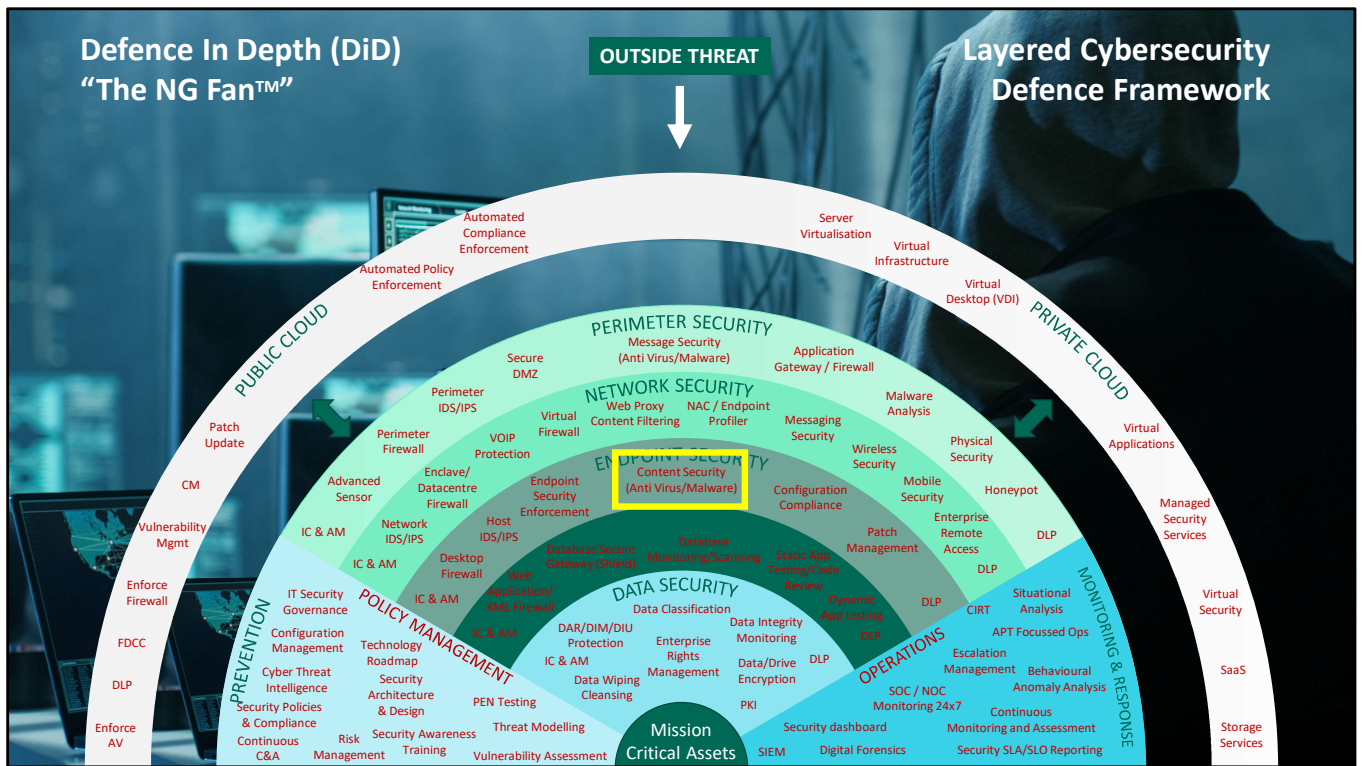 Defence In Depth (DiD)
“The NG Fan™”
OUTSIDE THREAT
Layered Cybersecurity
Defence Framework
PUBLIC CLOUD
Automated
Compliance
Enforcement
Automated Policy
Enforcement
Patch
Update
CM
Vulnerability
Mgmt
Enforce
Firewall
FDCC
DLP
Enforce
AV
PRIVATE CLOUD
Server
Virtualisation
Virtual
Infrastructure
Virtual
Desktop (VDI)
Virtual
Applications
Managed
Security
Services
Virtual
Security
SaaS
Storage
Services
PERIMETER SECURITY
Message Security
(Anti Virus/Malware)
Secure
DMZ
Perimeter
IDS/IPS
Perimeter
Firewall
Advanced
Sensor
IC & AM
Application
Gateway / Firewall
Malware
Analysis
Physical
Security
Honeypot
DLP
NETWORK SECURITY
Web Proxy
Content Filtering
NAC / Endpoint
Profiler
Virtual
Firewall
VOIP
Protection
Enclave/
Datacentre
Firewall
Network
IDS/IPS
IC & AM
Messaging
Security
Wireless
Security
Mobile
Security
Enterprise
Remote
Access
DLP
ENDPOINT SECURITY
Content Security
(Anti Virus/Malware)
Endpoint
Security
Enforcement
Host
IDS/IPS
Desktop
Firewall
IC & AM
Configuration
Compliance
Patch
Management
DLP
Database Secure
Gateway (Shield)
Database
Monitoring/Scanning
Static App
Testing/Code
Review
Web
Application/
XML Firewall
Dynamic
App testing
IC & AM
DLP
DATA SECURITY
Data Classification
DAR/DIM/DIU
Protection
Enterprise
Rights
Management
Data Integrity
Monitoring
IC & AM
DLP
Data Wiping
Cleansing
Data/Drive
Encryption
PKI
Mission
Critical Assets
PREVENTION
POLICY MANAGEMENT
IT Security
Governance
Configuration
Management
Technology
Roadmap
Cyber Threat
Intelligence
Security
Architecture
& Design
Security Policies
& Compliance
PEN Testing
Continuous
C&A
Risk
Management
Security Awareness
Training
Threat Modelling
Vulnerability Assessment
OPERATIONS
MONITORING & RESPONSE
CIRT
Situational
Analysis
APT Focussed Ops
Escalation
Management
Behavioural
Anomaly Analysis
SOC / NOC
Monitoring 24x7
Continuous
Monitoring and Assessment
Security dashboard
SIEM
Digital Forensics
Security SLA/SLO Reporting